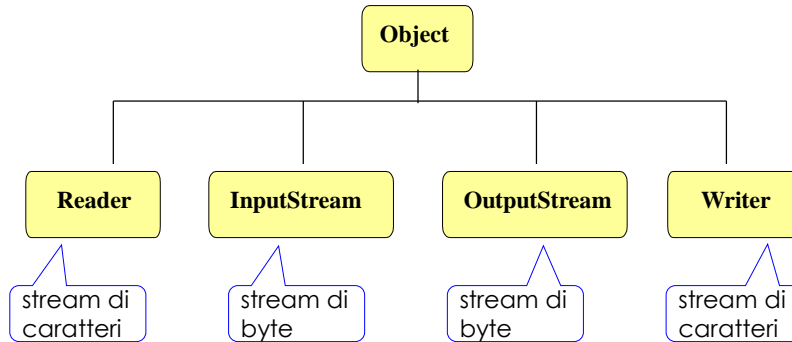 Object
Reader
InputStream
OutputStream
Writer
stream di
caratteri
stream di
byte
stream di
byte
stream di
caratteri